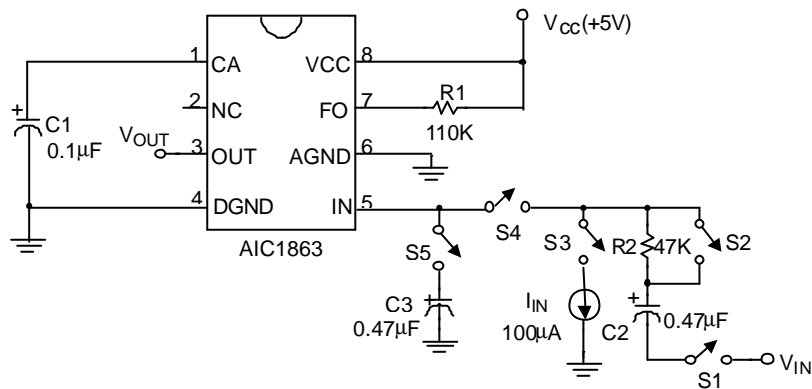 VCC(+5V)
1
CA
VCC
8
2
NC
FO
7
R1
110K
+
C1
0.1μF
VOUT
3
OUT
AGND
6
4
DGND
IN
5
AIC1863
S4
S5
S3
R2
47K
S2
+
C3
0.47μF
IIN
100μA
+
C2
0.47μF
S1
VIN